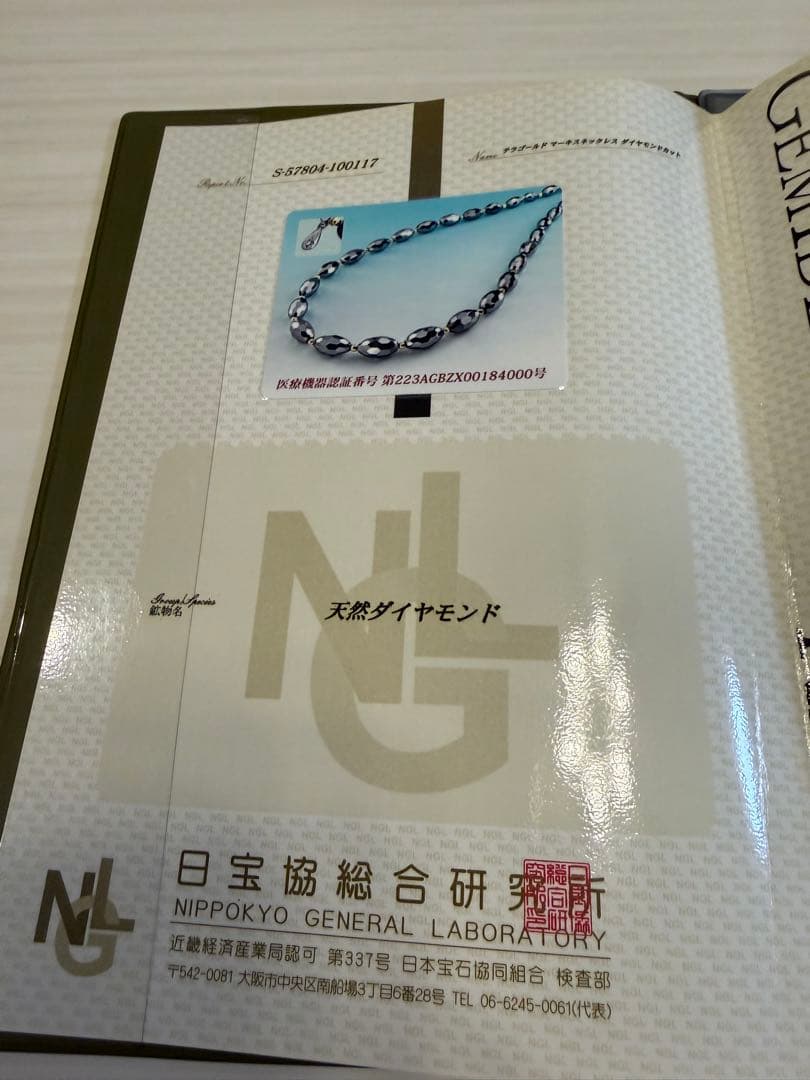 Report No.
S-57804-100117
Name
テラゴールド マーキスネックレス ダイヤモンドカット
医療機器認証番号 第223AGBZX00184000号
Group, Species
鉱物名
天然ダイヤモンド
NGL
NGL
日宝協総合研究所
NIPPOKYO GENERAL LABORATORY
近畿経済産業局認可 第337号 日本宝石協同組合 検査部
〒542-0081 大阪市中央区南船場3丁目6番28号 TEL 06-6245-0061(代表)